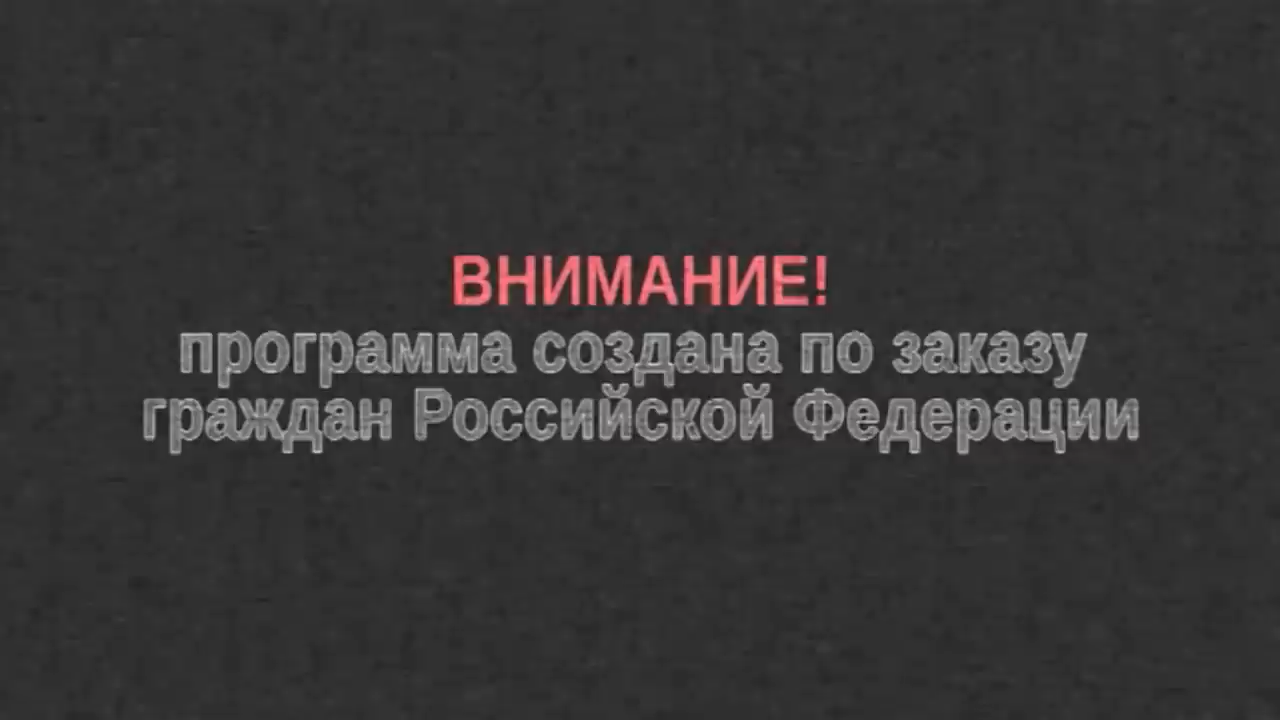 ВНИМАНИЕ!
программа создана по заказу
граждан Российской Федерации